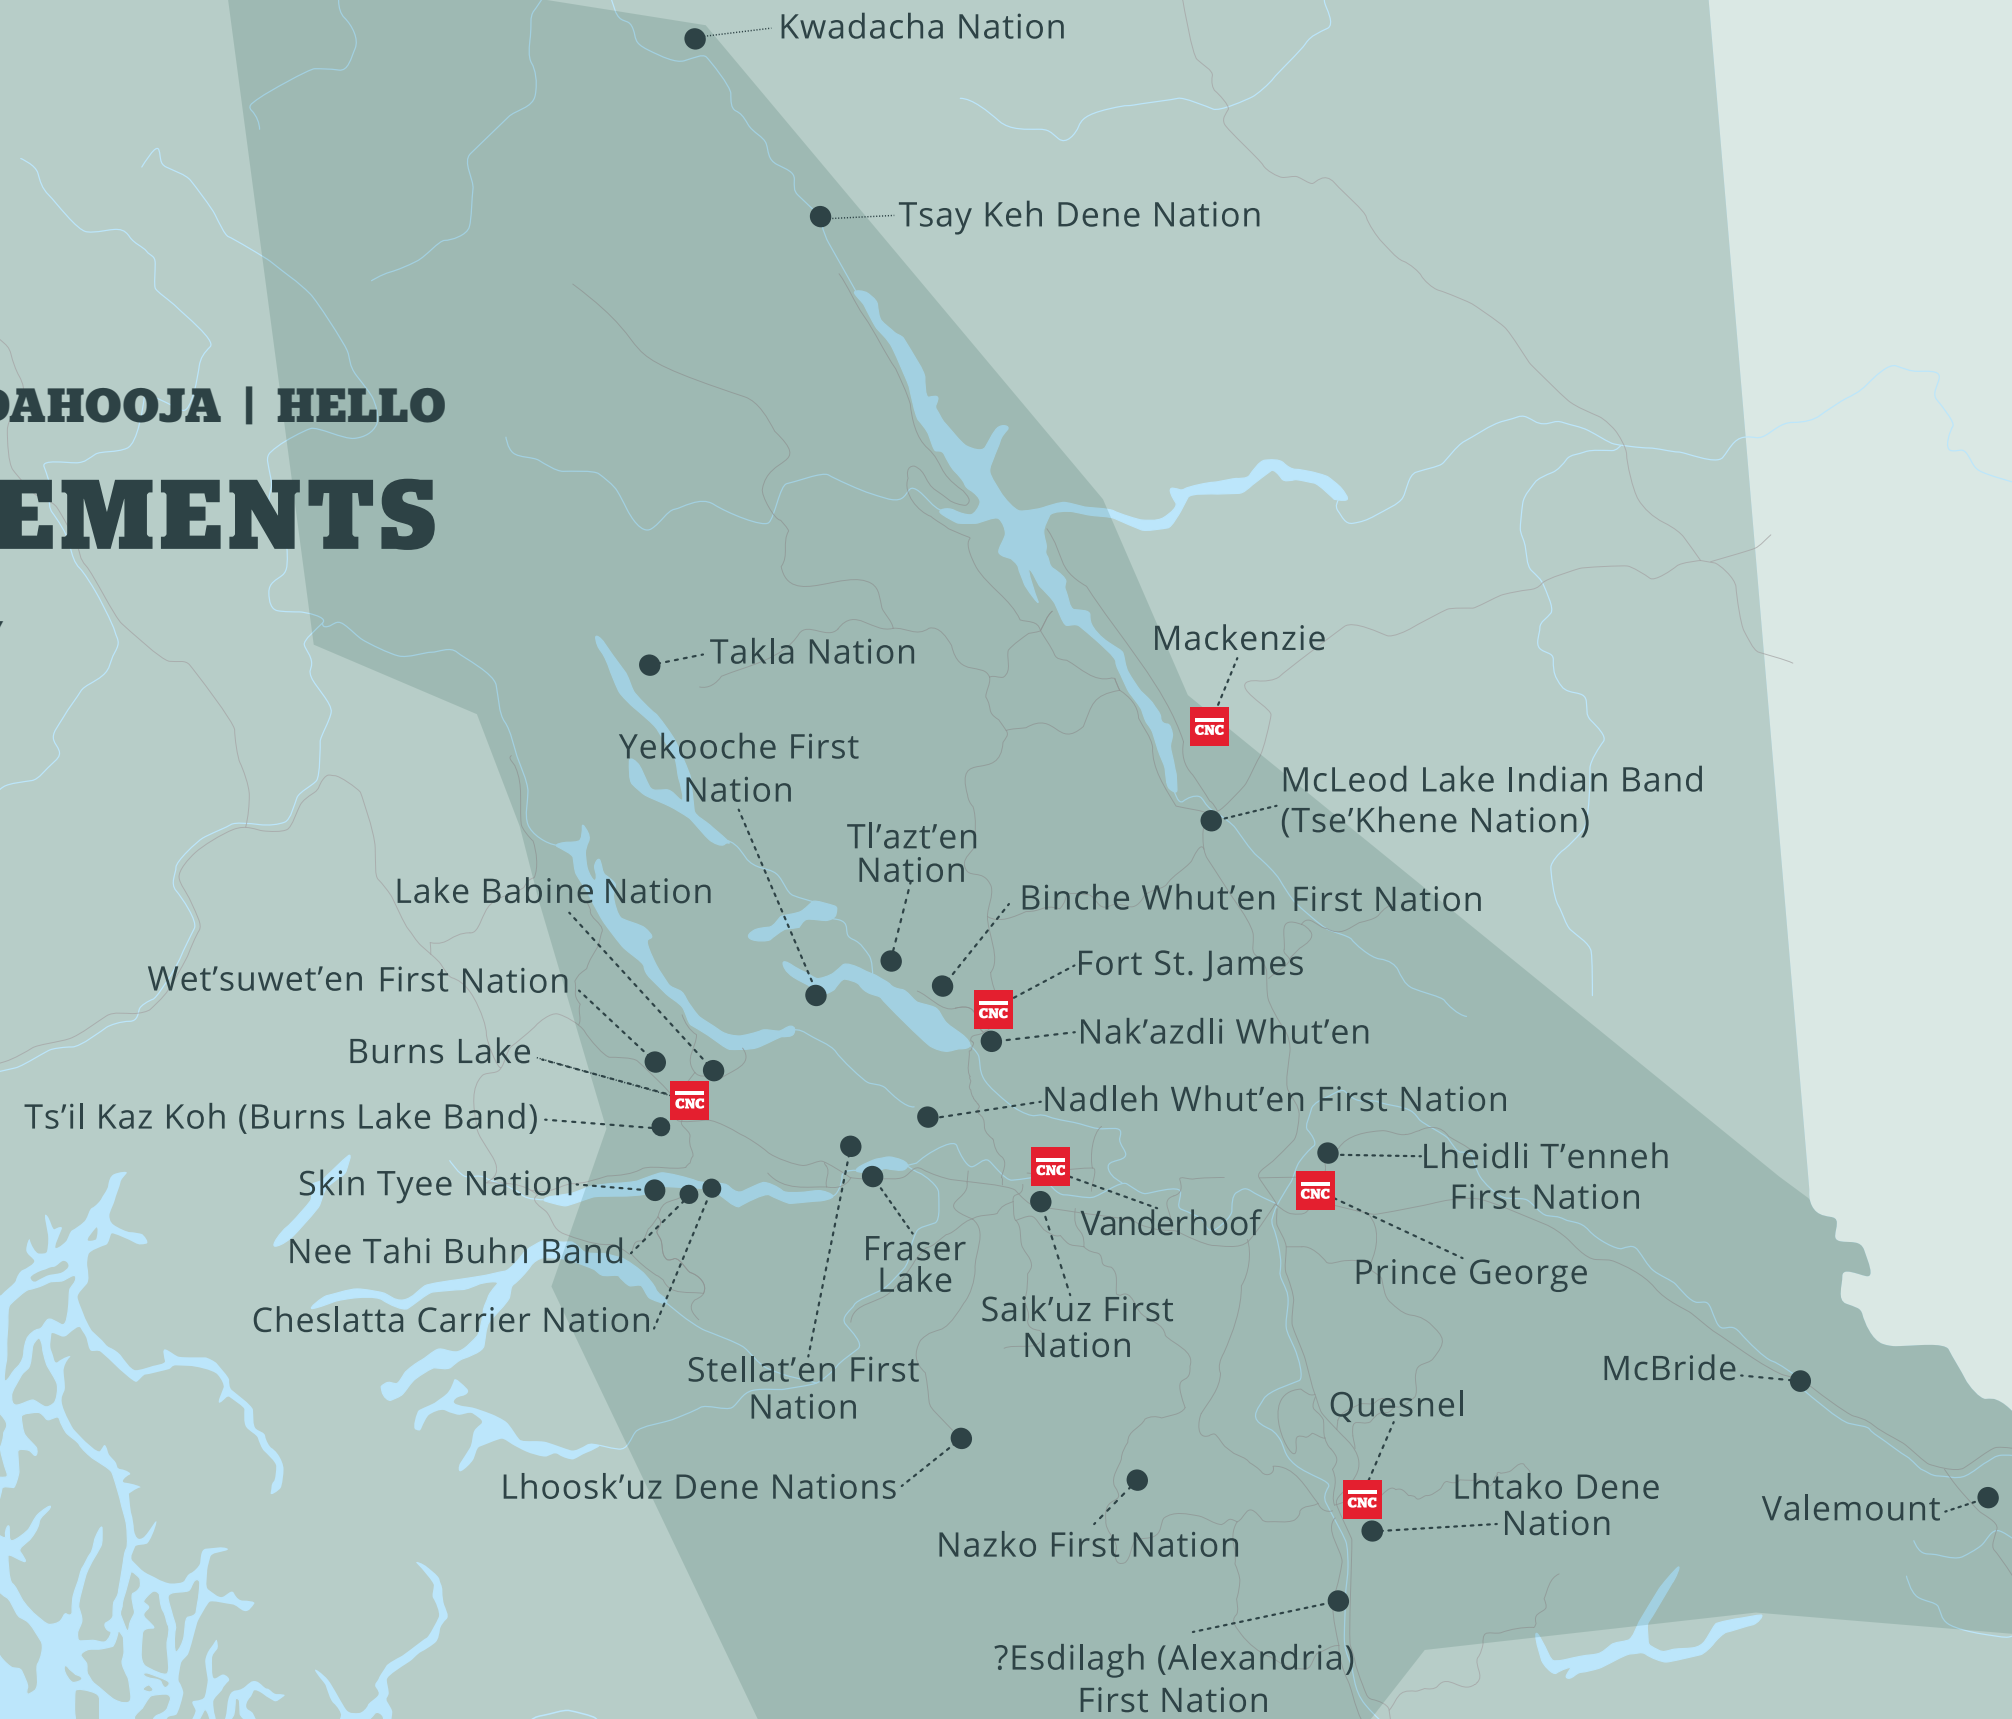 Kwadacha Nation
Tsay Keh Dene Nation
DAHOOJA | HELLO
EMENTS
Takla Nation
Mackenzie
CNC
Yekooche First
Nation
McLeod Lake Indian Band
(Tse’Khene Nation)
Tl’azt’en
Nation
Lake Babine Nation
Binche Whut’en First Nation
Wet’suwet’en First Nation
Fort St. James
CNC
Nak’azdli Whut’en
Burns Lake
CNC
Ts’il Kaz Koh (Burns Lake Band)
Nadleh Whut’en First Nation
CNC
Lheidli T’enneh
First Nation
CNC
Skin Tyee Nation
Vanderhoof
Nee Tahi Buhn Band
Fraser
Lake
Prince George
Cheslatta Carrier Nation
Saik’uz First
Nation
Stellat’en First
Nation
McBride
Quesnel
CNC
Lhoosk’uz Dene Nations
Lhtako Dene
Nation
Valemount
Nazko First Nation
?Esdilagh (Alexandria)
First Nation